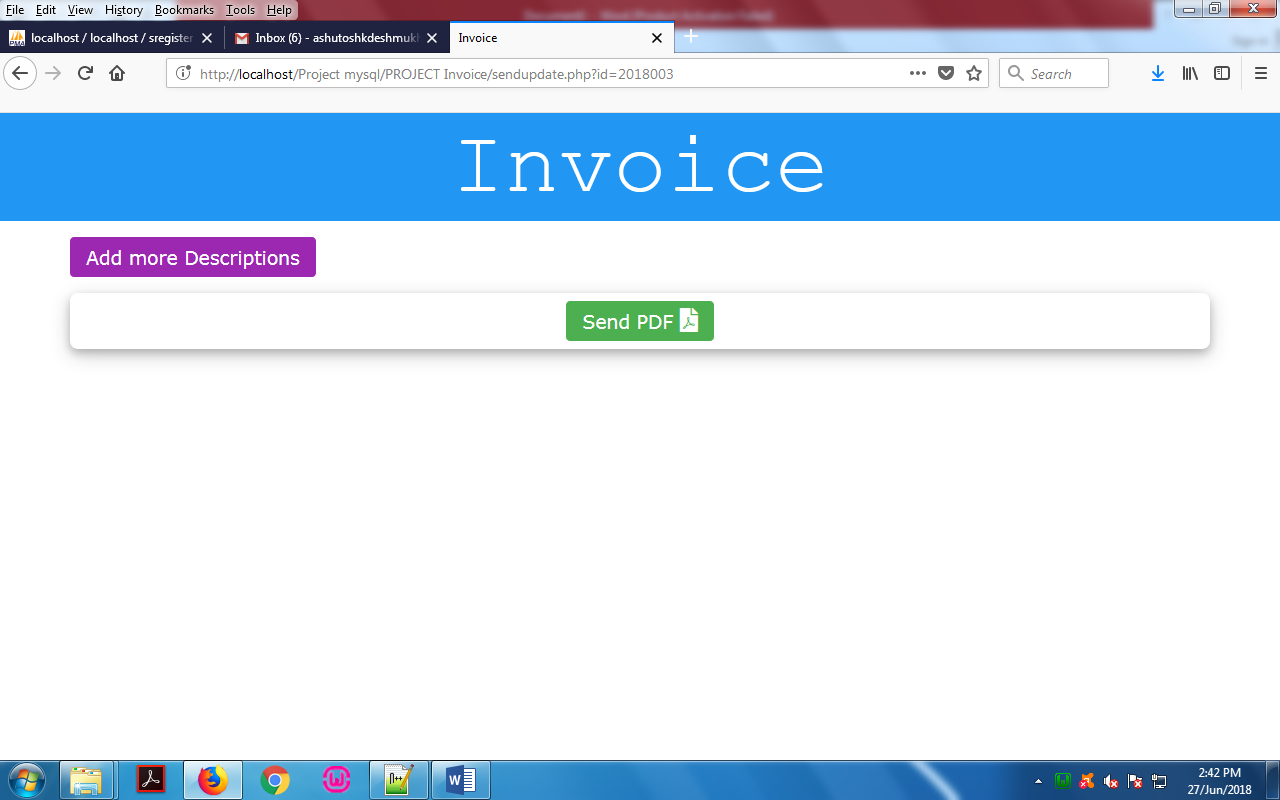 File Edit View History Bookmarks Tools Help
localhost / localhost / sregister
Inbox (6) - ashutoshkdeshmukh
Invoice
http://localhost/Project mysql/PROJECT Invoice/sendupdate.php?id=2018003
Search
Invoice
Add more Descriptions
Send PDF
2:42 PM
27/Jun/2018